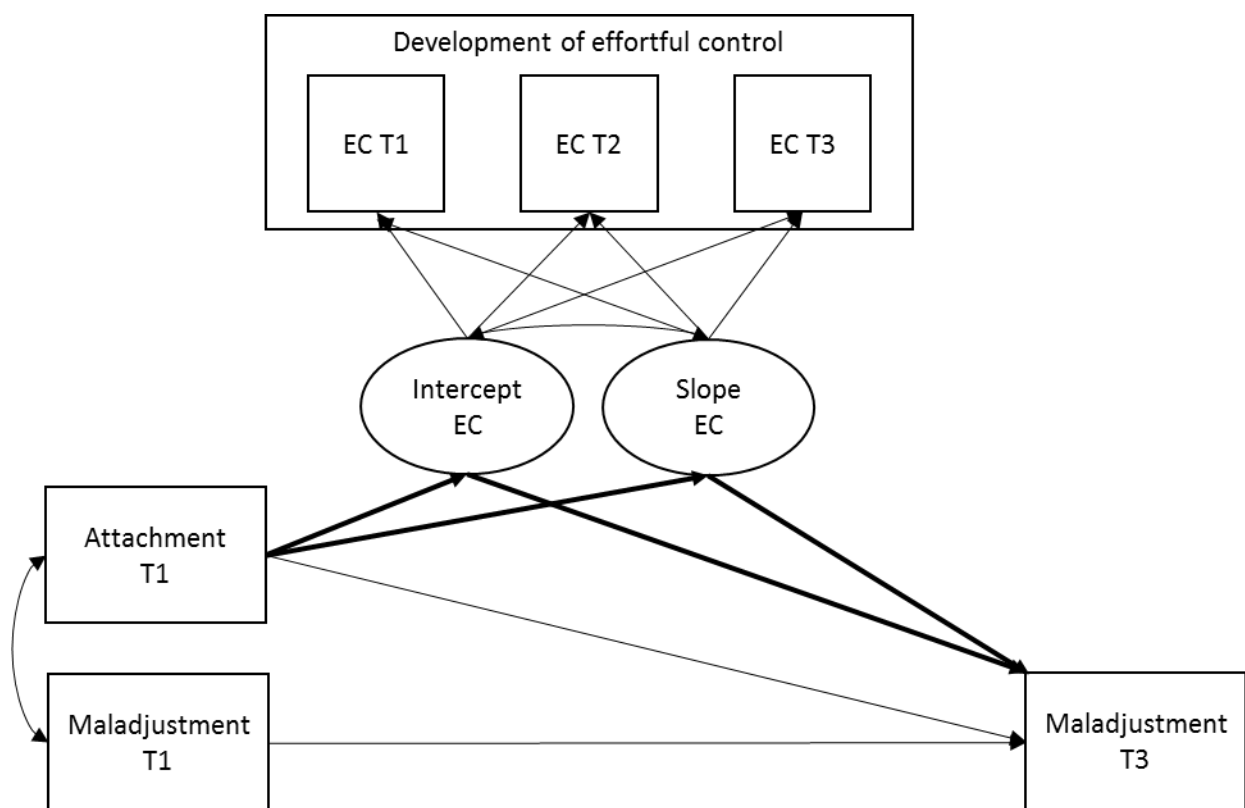 Development of effortful control
EC T1
EC T2
EC T3
Intercept
EC
Slope
EC
Attachment
T1
Maladjustment
T1
Maladjustment
T3